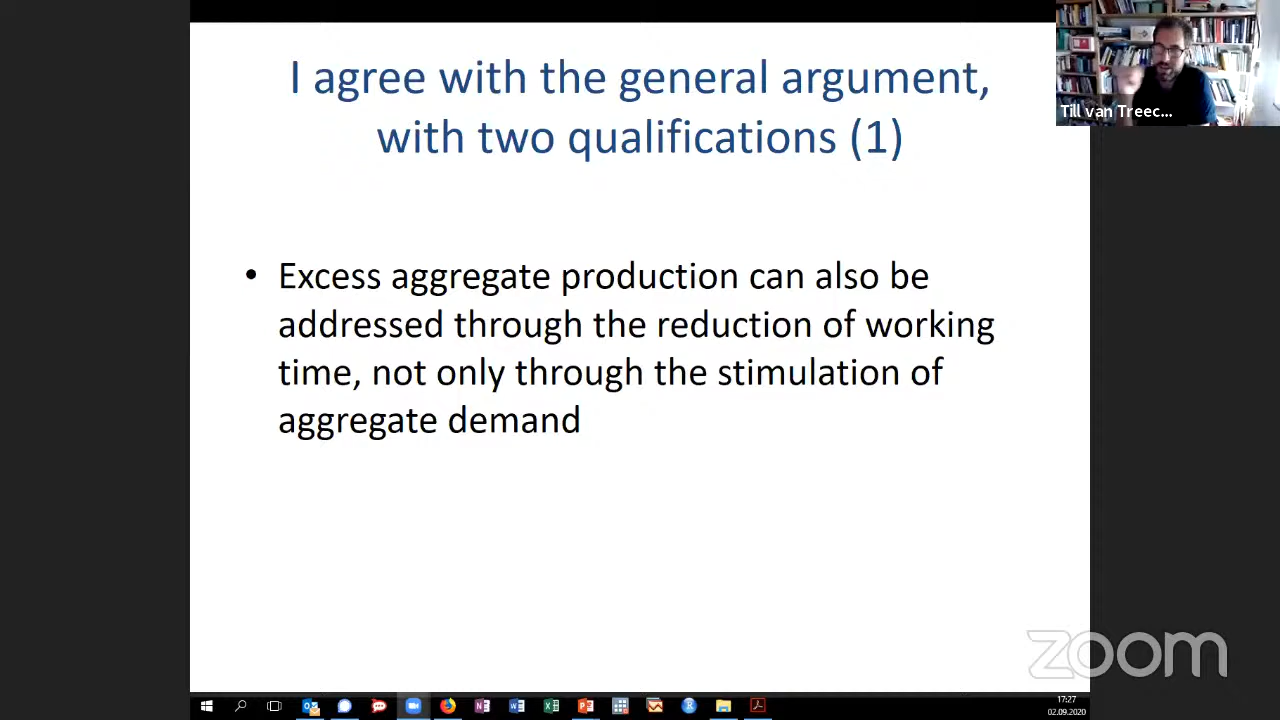 I agree with the general argument,
with two qualifications (1)
Till van Treec...
• Excess aggregate production can also be
addressed through the reduction of working
time, not only through the stimulation of
aggregate demand
zoom
17:27
02.09.2020